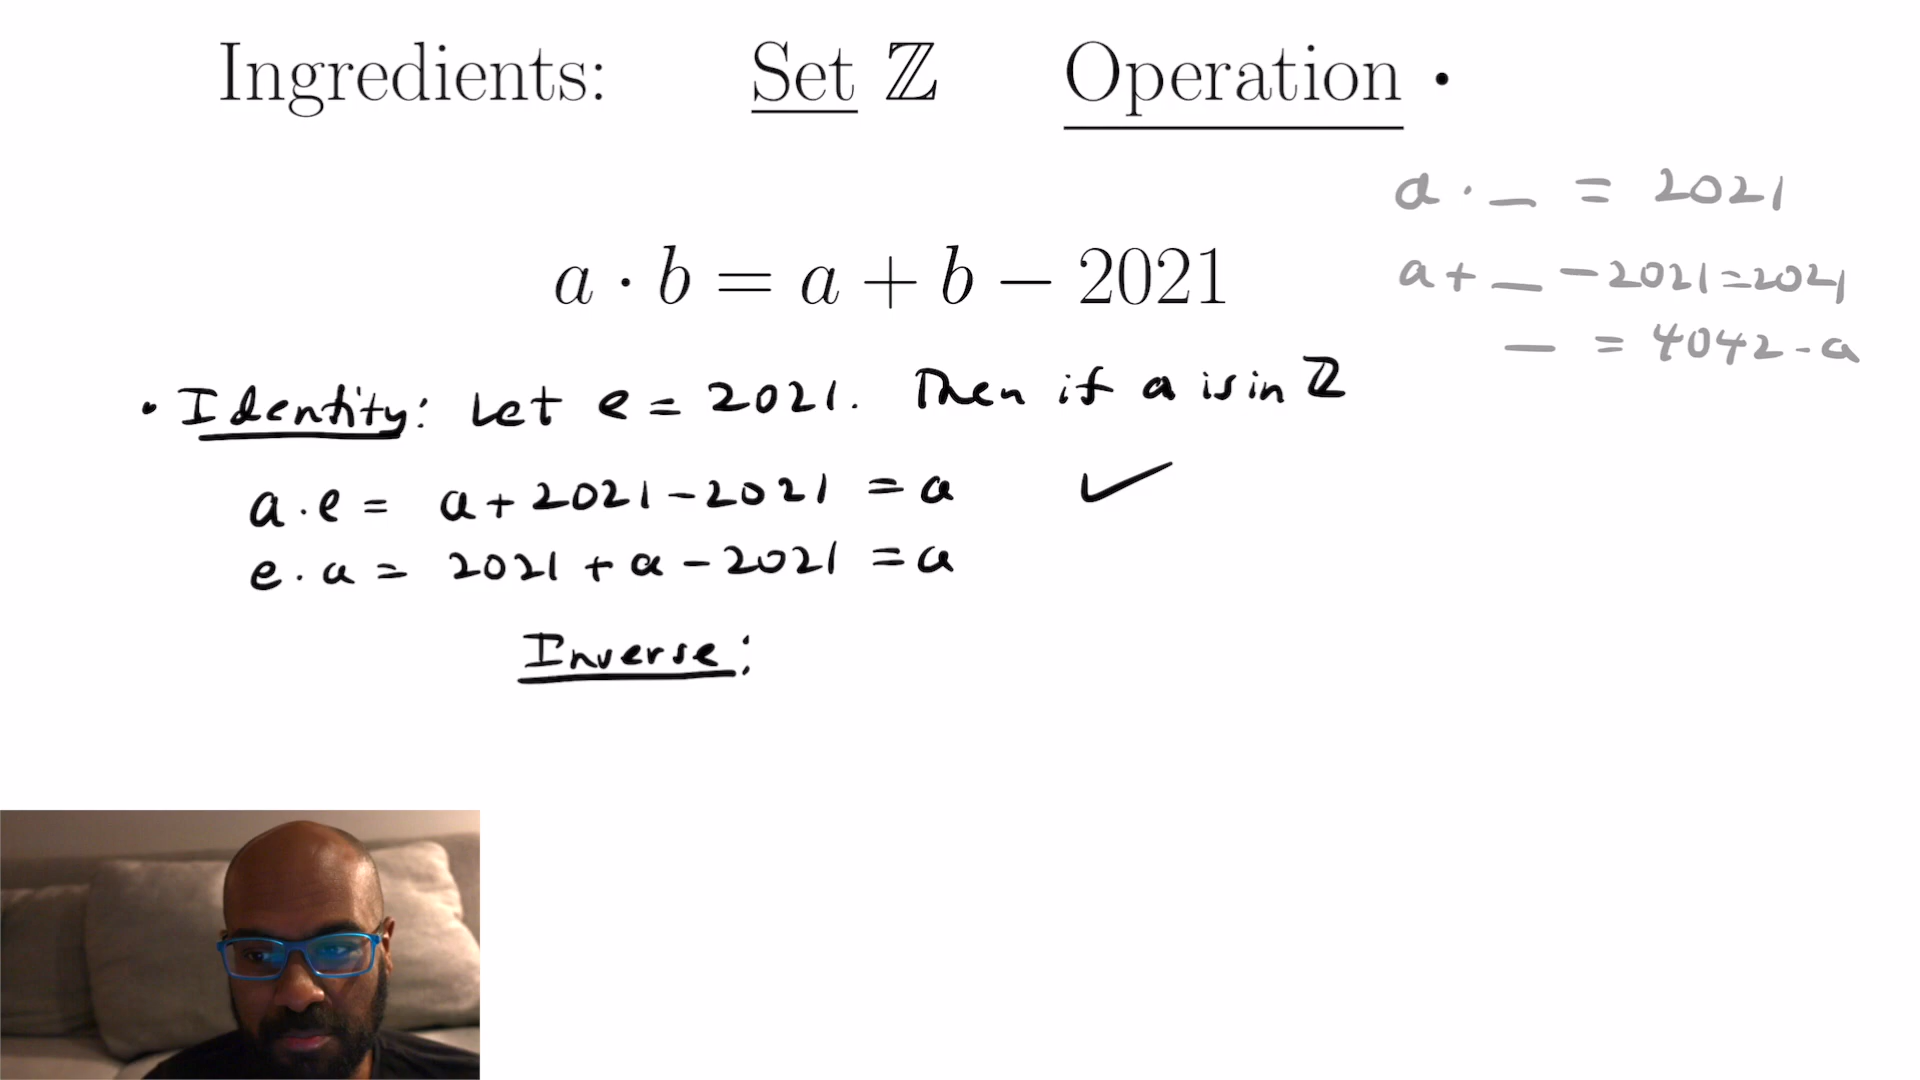 Ingredients: Set ℤ Operation •
a · _ = 2021
a · b = a + b − 2021
a + _ − 2021 = 2021
_ = 4042 - a
• Identity: Let e = 2021. Then if a is in ℤ
a · e = a + 2021 − 2021 = a ✓
e · a = 2021 + a − 2021 = a
Inverse: